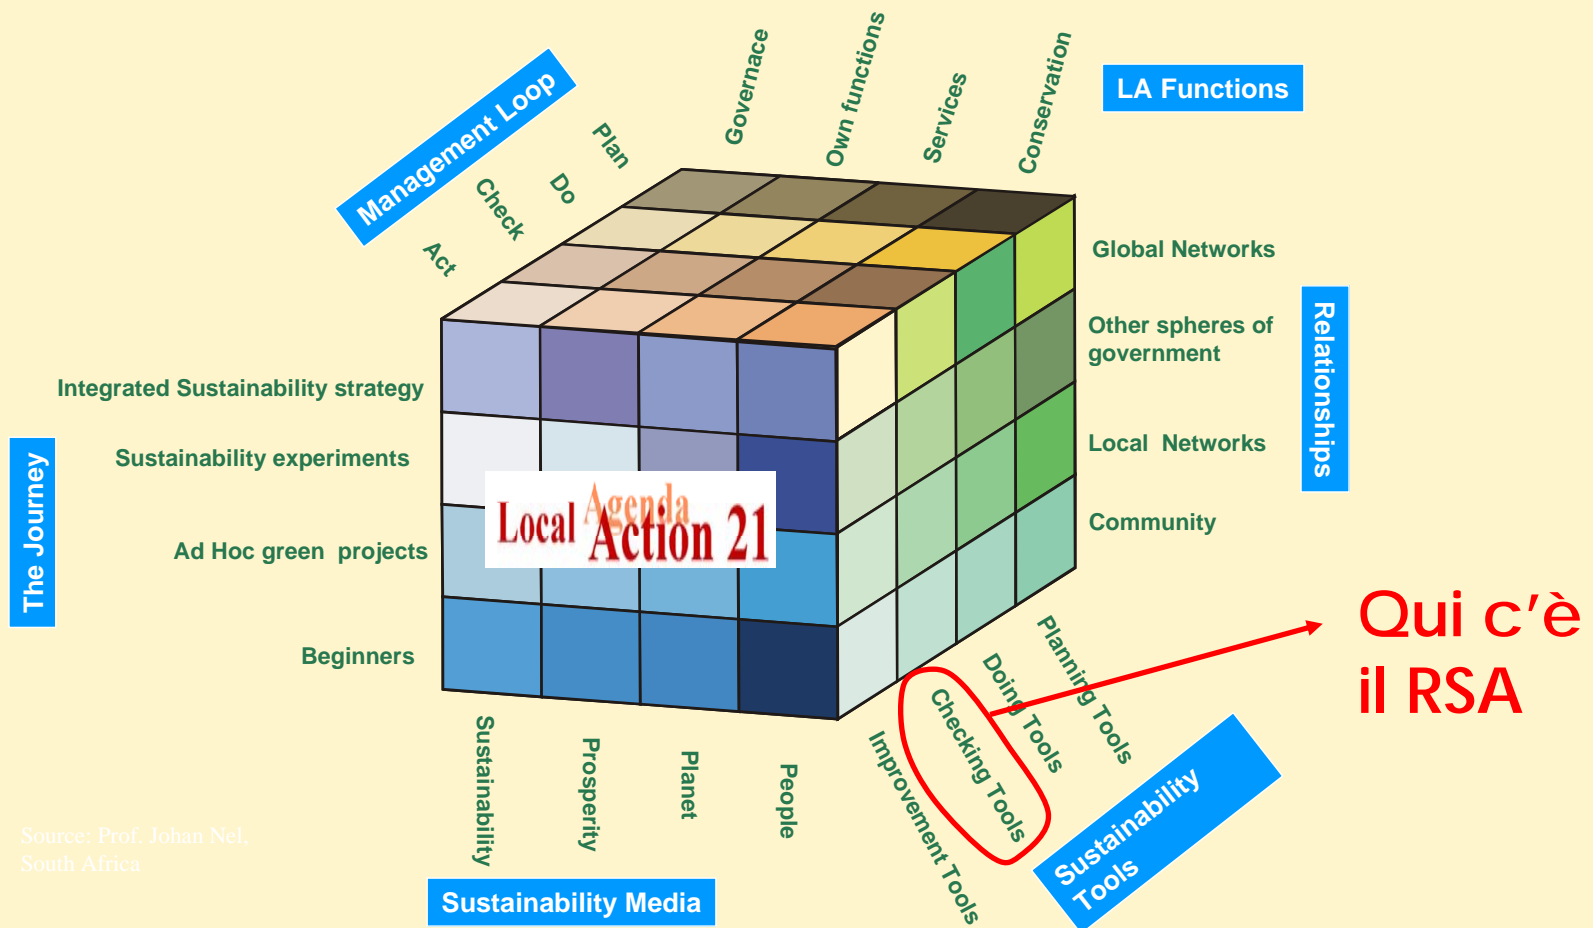 Management Loop
Act
Check
Do
Plan
Governace
Own functions
Services
Conservation
LA Functions
Global Networks
Other spheres of
government
Local Networks
Community
Relationships
The Journey
Integrated Sustainability strategy
Sustainability experiments
Ad Hoc green projects
Beginners
Local Agenda
Action 21
Sustainability
Prosperity
Planet
People
Sustainability Media
Improvement Tools
Checking Tools
Doing Tools
Planning Tools
Sustainability
Tools
Qui c'è
il RSA
Source: Prof. Johan Nel,
South Africa